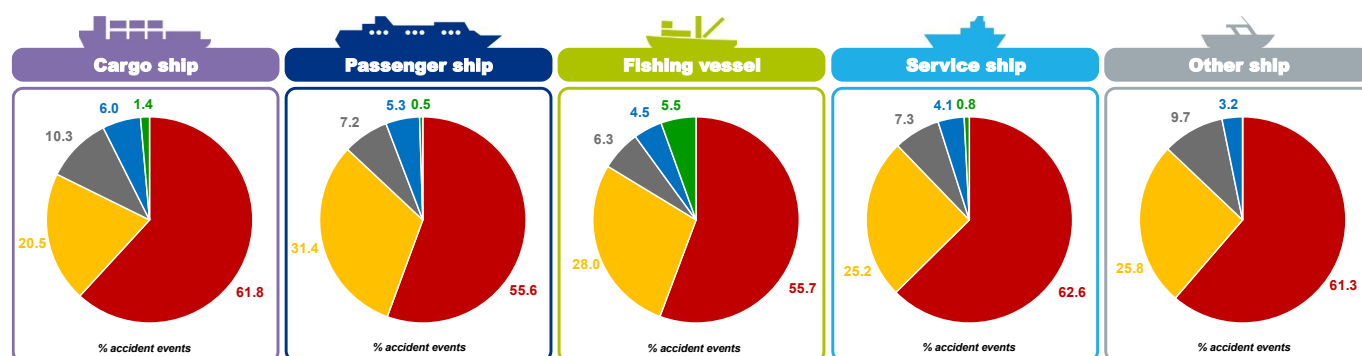 Cargo ship
6.0
1.4
10.3
20.5
61.8
% accident events
Passenger ship
5.3
0.5
7.2
31.4
55.6
% accident events
Fishing vessel
4.5
5.5
6.3
28.0
55.7
% accident events
Service ship
4.1
0.8
7.3
25.2
62.6
% accident events
Other ship
3.2
9.7
25.8
61.3
% accident events